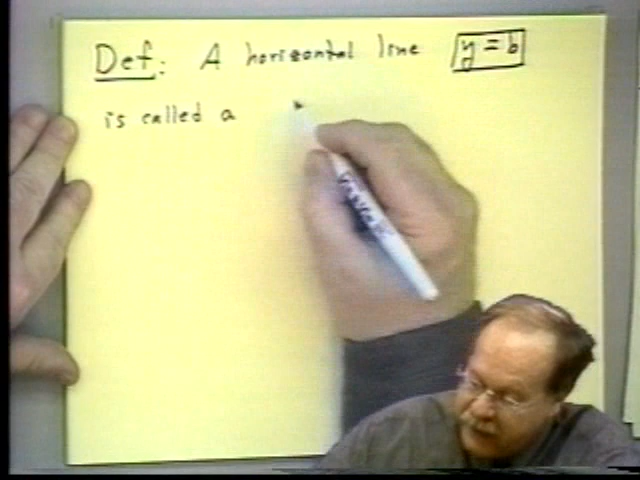 Def: A horizontal line y = b
is called a